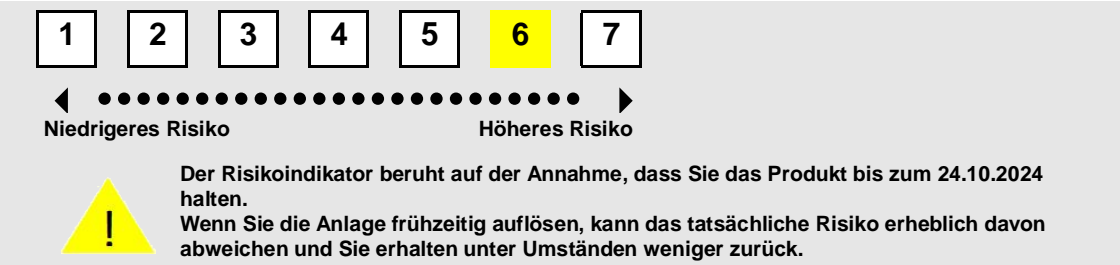 1 2 3 4 5 6 7
Niedrigeres Risiko Höheres Risiko
Der Risikoindikator beruht auf der Annahme, dass Sie das Produkt bis zum 24.10.2024
halten.
!
Wenn Sie die Anlage frühzeitig auflösen, kann das tatsächliche Risiko erheblich davon
abweichen und Sie erhalten unter Umständen weniger zurück.